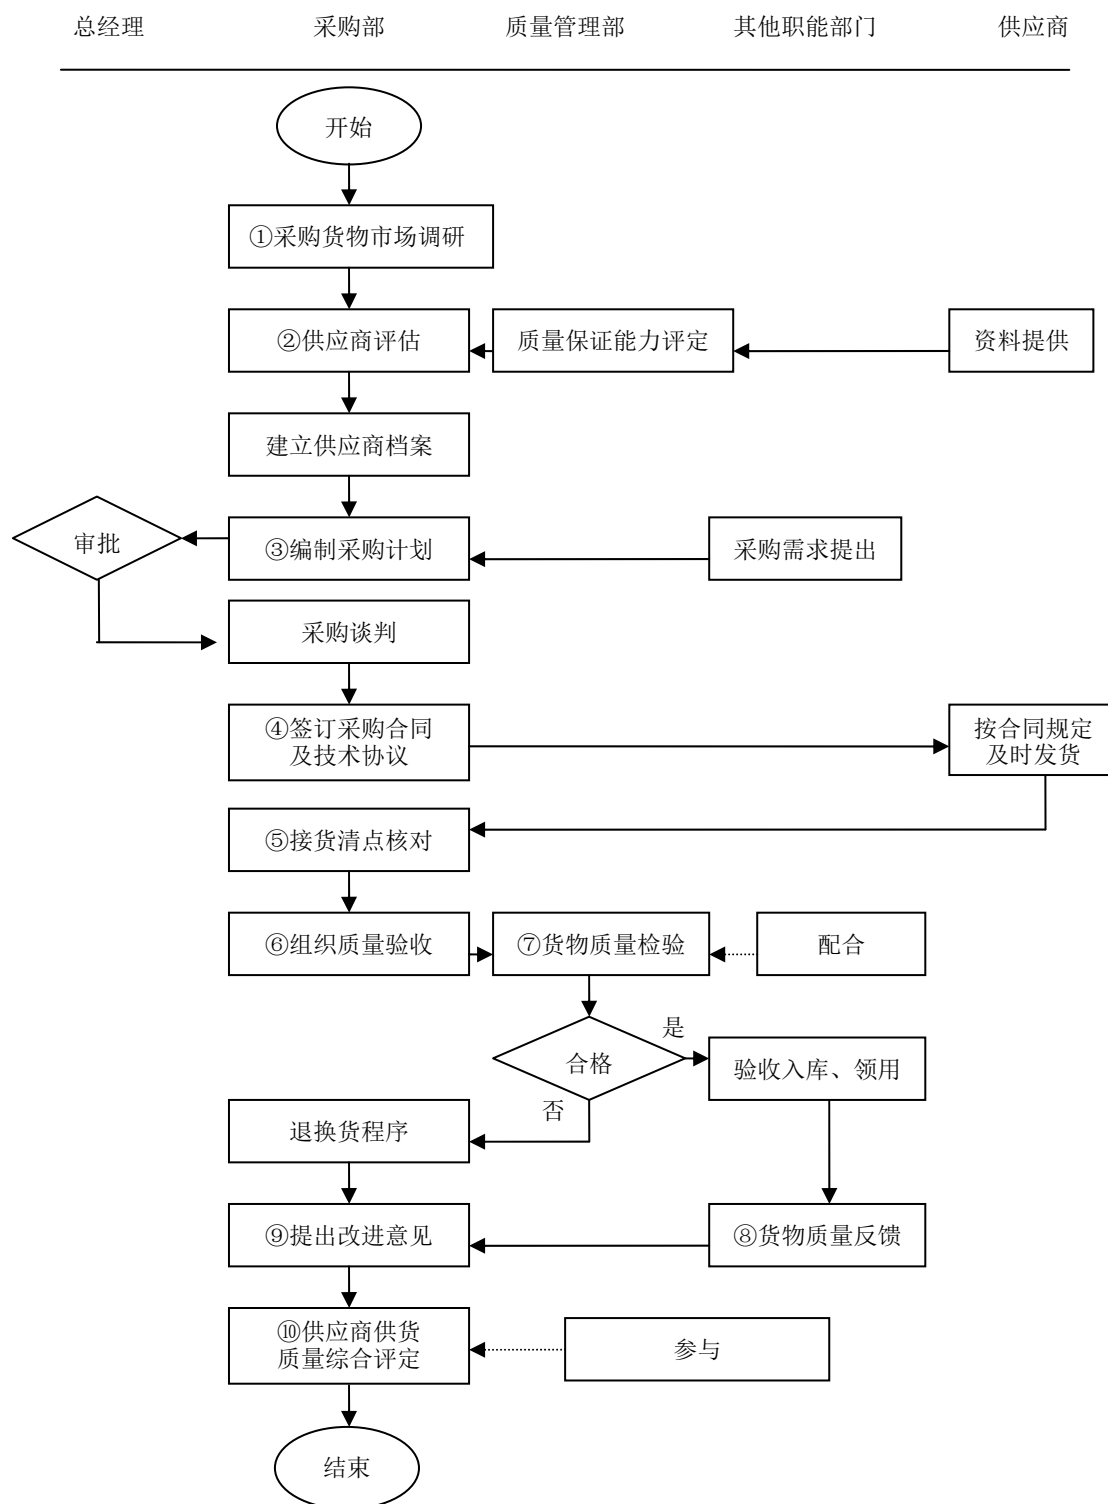 总经理
采购部
质量管理部
其他职能部门
供应商
开始
①采购货物市场调研
②供应商评估
质量保证能力评定
资料提供
建立供应商档案
审批
③编制采购计划
采购需求提出
采购谈判
④签订采购合同
及技术协议
按合同规定
及时发货
⑤接货清点核对
⑥组织质量验收
⑦货物质量检验
配合
是
合格
验收入库、领用
否
退换货程序
⑨提出改进意见
⑧货物质量反馈
⑩供应商供货
质量综合评定
参与
结束